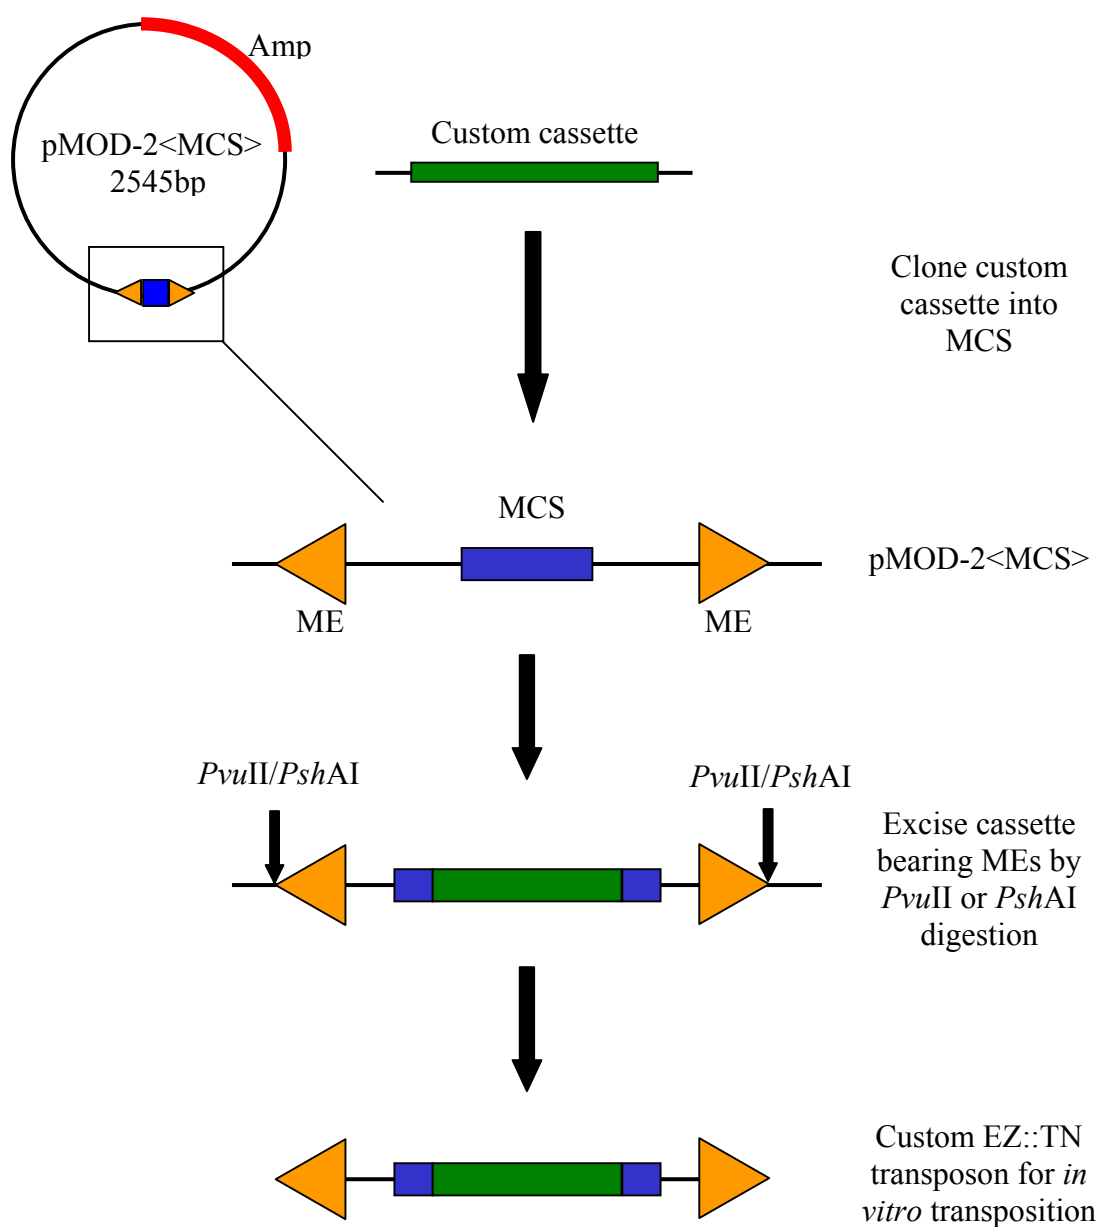 Amp
pMOD-2<MCS>
2545bp
Custom cassette
Clone custom
cassette into
MCS
MCS
pMOD-2<MCS>
ME
ME
PvuII/PshAI
PvuII/PshAI
Excise cassette
bearing MEs by
PvuII or PshAI
digestion
Custom EZ::TN
transposon for in
vitro transposition